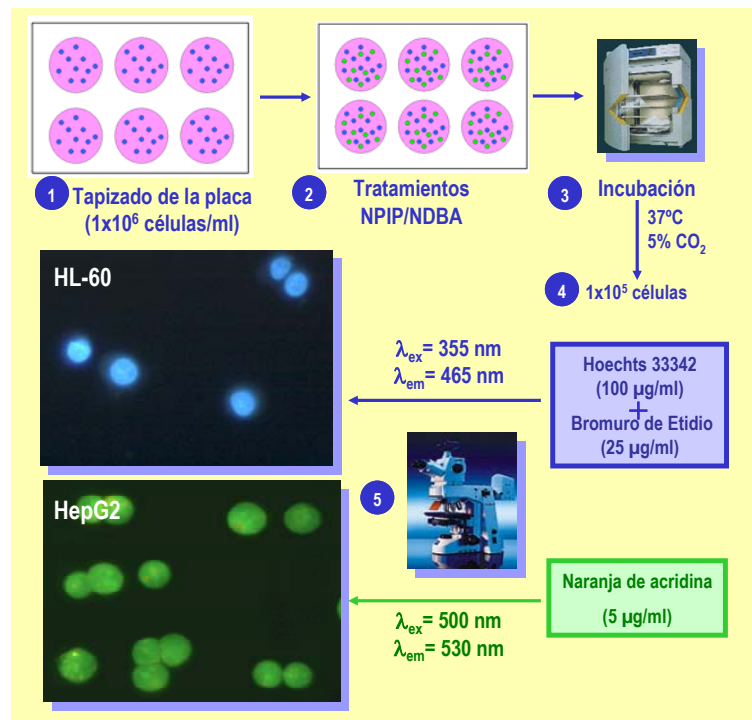 1 Tapizado de la placa
(1x10⁶ células/ml)
2 Tratamientos
NPIP/NDBA
3 Incubación
37ºC
5% CO₂
4 1x10⁵ células
HL-60
λex= 355 nm
λem= 465 nm
Hoechts 33342
(100 µg/ml)
+
Bromuro de Etidio
(25 µg/ml)
5
HepG2
λex= 500 nm
λem= 530 nm
Naranja de acridina
(5 µg/ml)